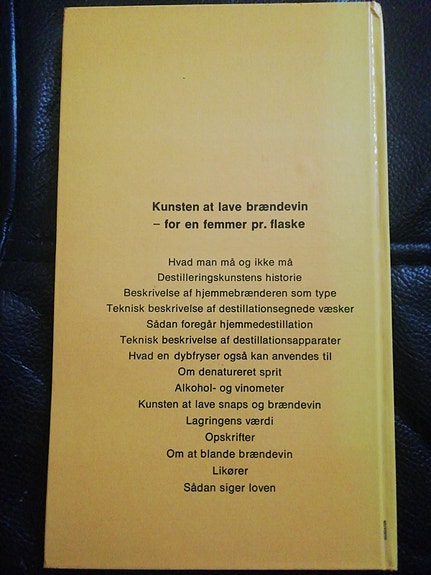 Kunsten at lave brændevin
– for en femmer pr. flaske
Hvad man må og ikke må
Destilleringskunstens historie
Beskrivelse af hjemmebrænderen som type
Teknisk beskrivelse af destillationsegnede væsker
Sådan foregår hjemmedestillation
Teknisk beskrivelse af destillationsapparater
Hvad en dybfryser også kan anvendes til
Om denatureret sprit
Alkohol- og vinometer
Kunsten at lave snaps og brændevin
Lagringens værdi
Opskrifter
Om at blande brændevin
Likører
Sådan siger loven